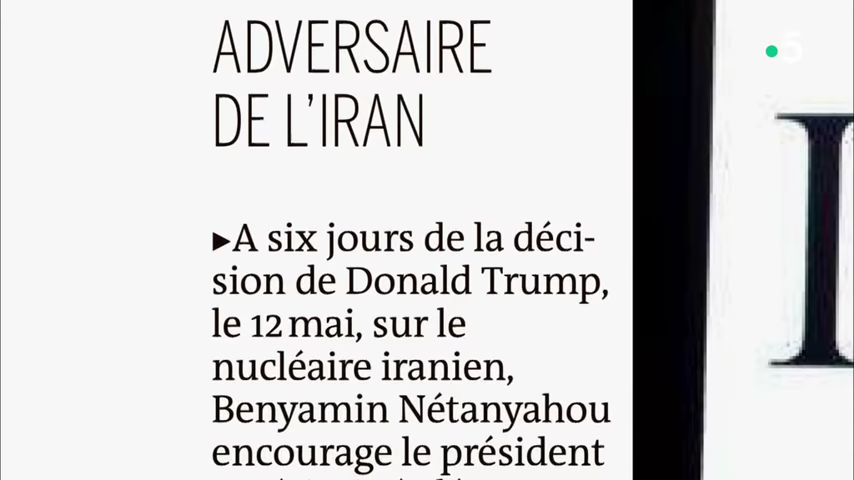 ADVERSAIRE
DE L'IRAN
▸A six jours de la déci-
sion de Donald Trump,
le 12 mai, sur le
nucléaire iranien,
Benyamin Nétanyahou
encourage le président
5
I